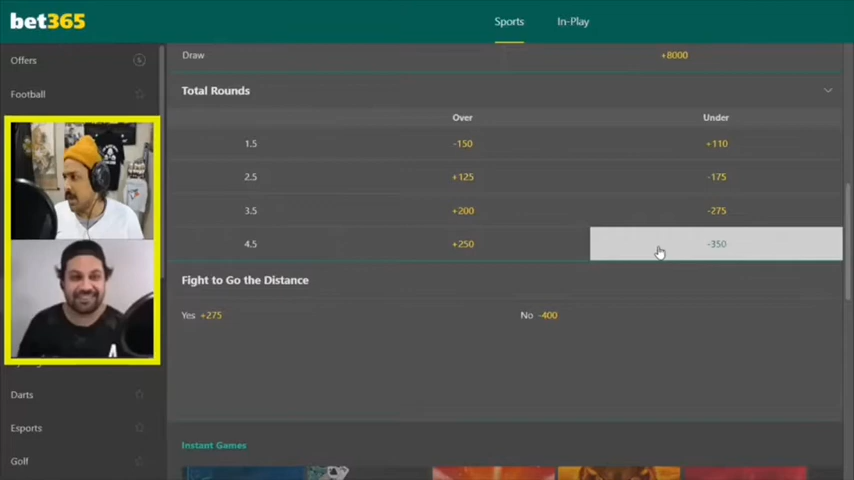 bet365
Sports In-Play
Offers
Draw +8000
Football
Total Rounds
Over Under
1.5 -150 +110
2.5 +125 -175
3.5 +200 -275
4.5 +250 -350
Fight to Go the Distance
Yes +275 No -400
Darts
Esports
Instant Games
Golf